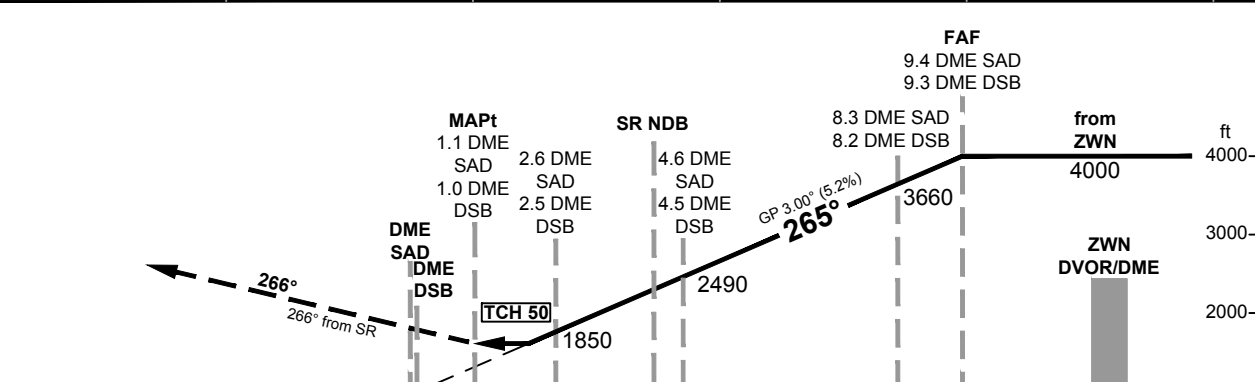 FAF
9.4 DME SAD
9.3 DME DSB
MAPt
1.1 DME
SAD
1.0 DME
DSB
2.6 DME
SAD
2.5 DME
DSB
SR NDB
4.6 DME
SAD
4.5 DME
DSB
8.3 DME SAD
8.2 DME DSB
from
ZWN
4000
ft
4000
3000
2000
GP 3.00° (5.2%)
265°
3660
ZWN
DVOR/DME
DME
SAD
DME
DSB
266°
266° from SR
TCH 50
2490
1850